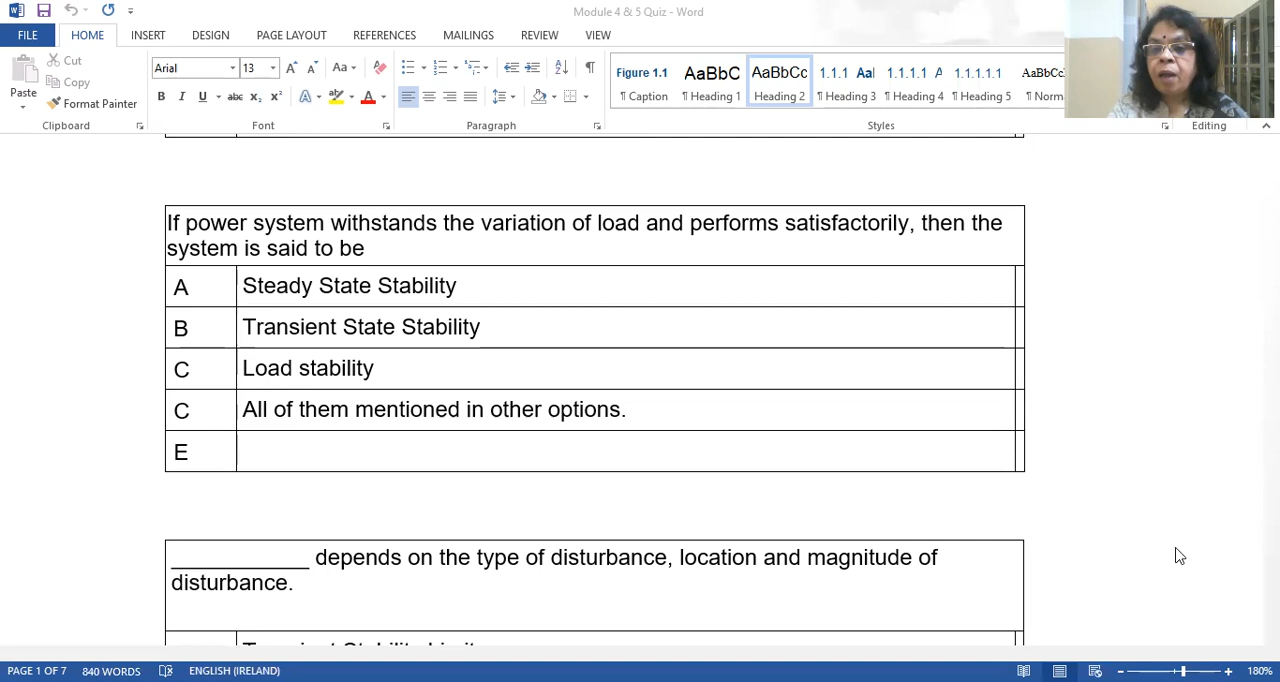 Module 4 & 5 Quiz - Word
FILE HOME INSERT DESIGN PAGE LAYOUT REFERENCES MAILINGS REVIEW VIEW
Cut
Copy
Format Painter
Paste
Clipboard
Arial 13
Font
Paragraph
Figure 1.1 AaBbC AaBbCc 1.1.1 Aal 1.1.1.1 A 1.1.1.1.1 AaBbCcI
¶ Caption ¶ Heading 1 Heading 2 ¶ Heading 3 ¶ Heading 4 ¶ Heading 5 ¶ Norm
Styles
Editing
If power system withstands the variation of load and performs satisfactorily, then the
system is said to be
A Steady State Stability
B Transient State Stability
C Load stability
C All of them mentioned in other options.
E
____________ depends on the type of disturbance, location and magnitude of
disturbance.
PAGE 1 OF 7 840 WORDS ENGLISH (IRELAND) 180%